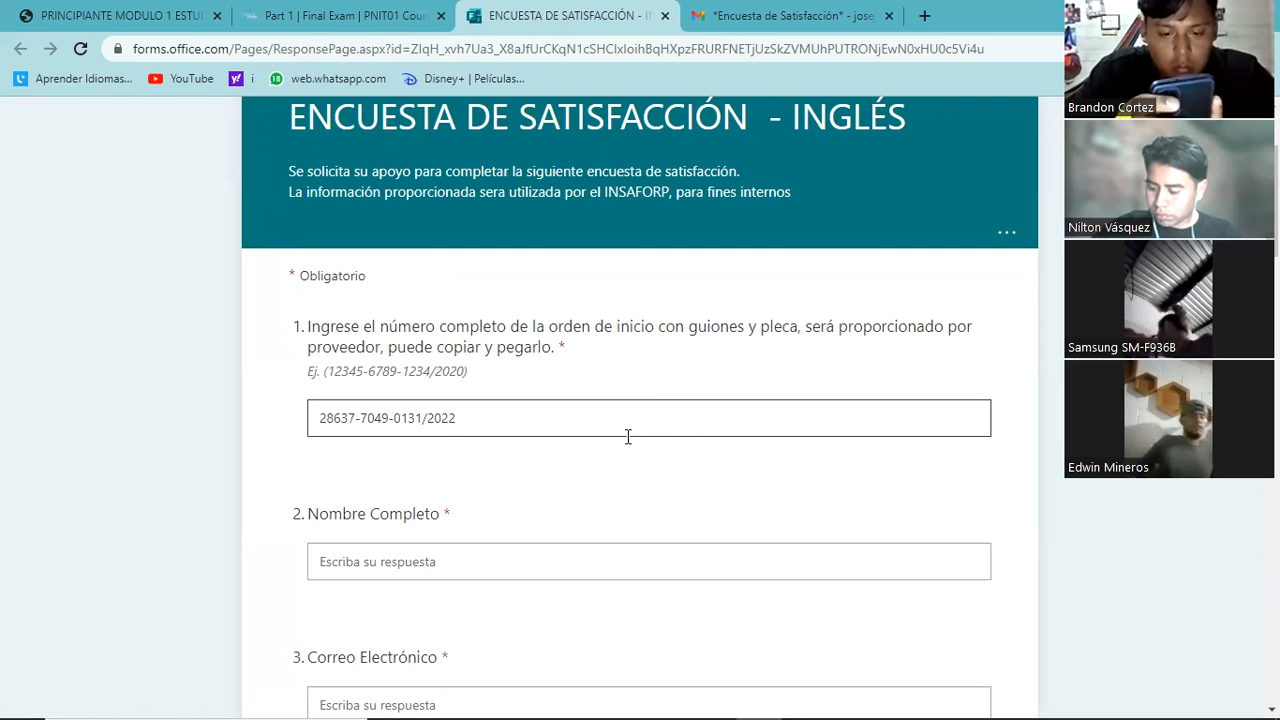 PRINCIPIANTE MODULO 1 ESTUD
Part 1 | Final Exam | PNIT01 Cour
ENCUESTA DE SATISFACCIÓN - IN
*Encuesta de Satisfacción* - jose
forms.office.com/Pages/ResponsePage.aspx?id=ZIqH_xvh7Ua3_X8aJfUrCKqN1cSHClxIoihBqHXpzFRURFNETjUzSkZVMUhPUTRONjEwN0xHU0c5Vi4u
Aprender Idiomas...
YouTube
i
web.whatsapp.com
Disney+ | Películas...
ENCUESTA DE SATISFACCIÓN - INGLÉS
Se solicita su apoyo para completar la siguiente encuesta de satisfacción.
La información proporcionada sera utilizada por el INSAFORP, para fines internos
...
* Obligatorio
1. Ingrese el número completo de la orden de inicio con guiones y pleca, será proporcionado por
proveedor, puede copiar y pegarlo. *
Ej. (12345-6789-1234/2020)
28637-7049-0131/2022
2. Nombre Completo *
Escriba su respuesta
3. Correo Electrónico *
Escriba su respuesta
Brandon Cortez
Nilton Vásquez
Samsung SM-F936B
Edwin Mineros